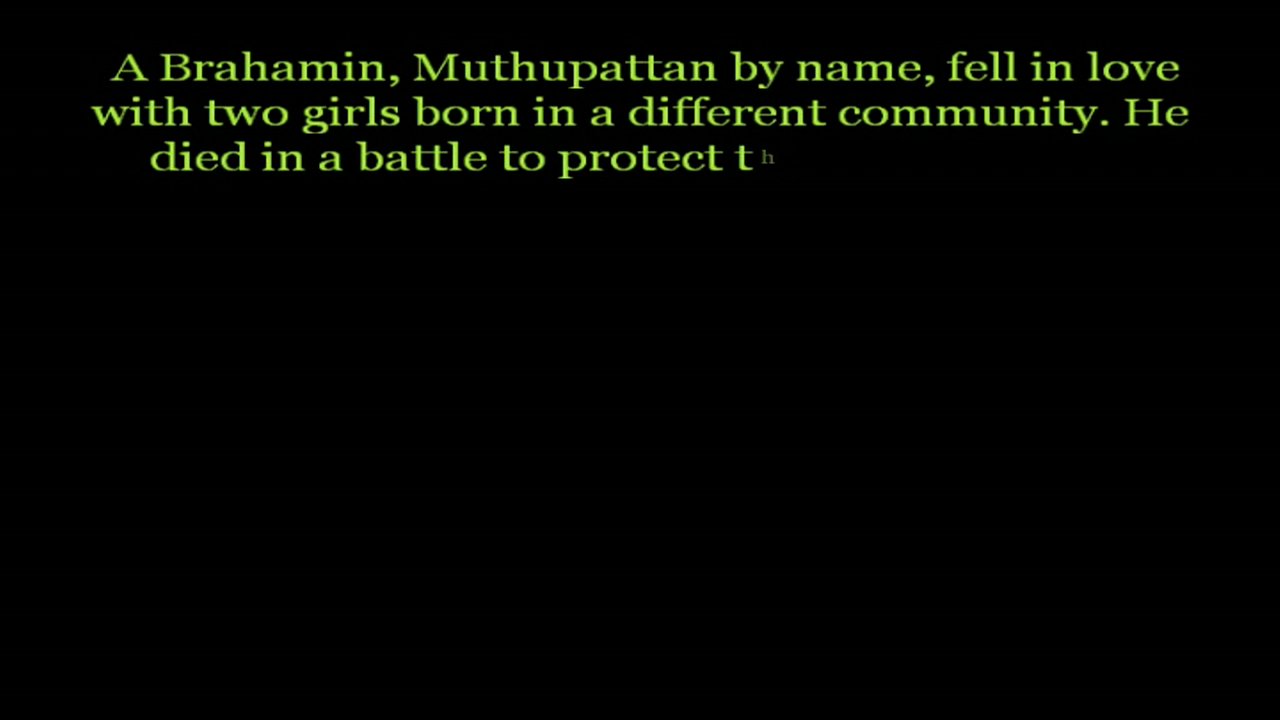 A Brahamin, Muthupattan by name, fell in love
with two girls born in a different community. He
died in a battle to protect th